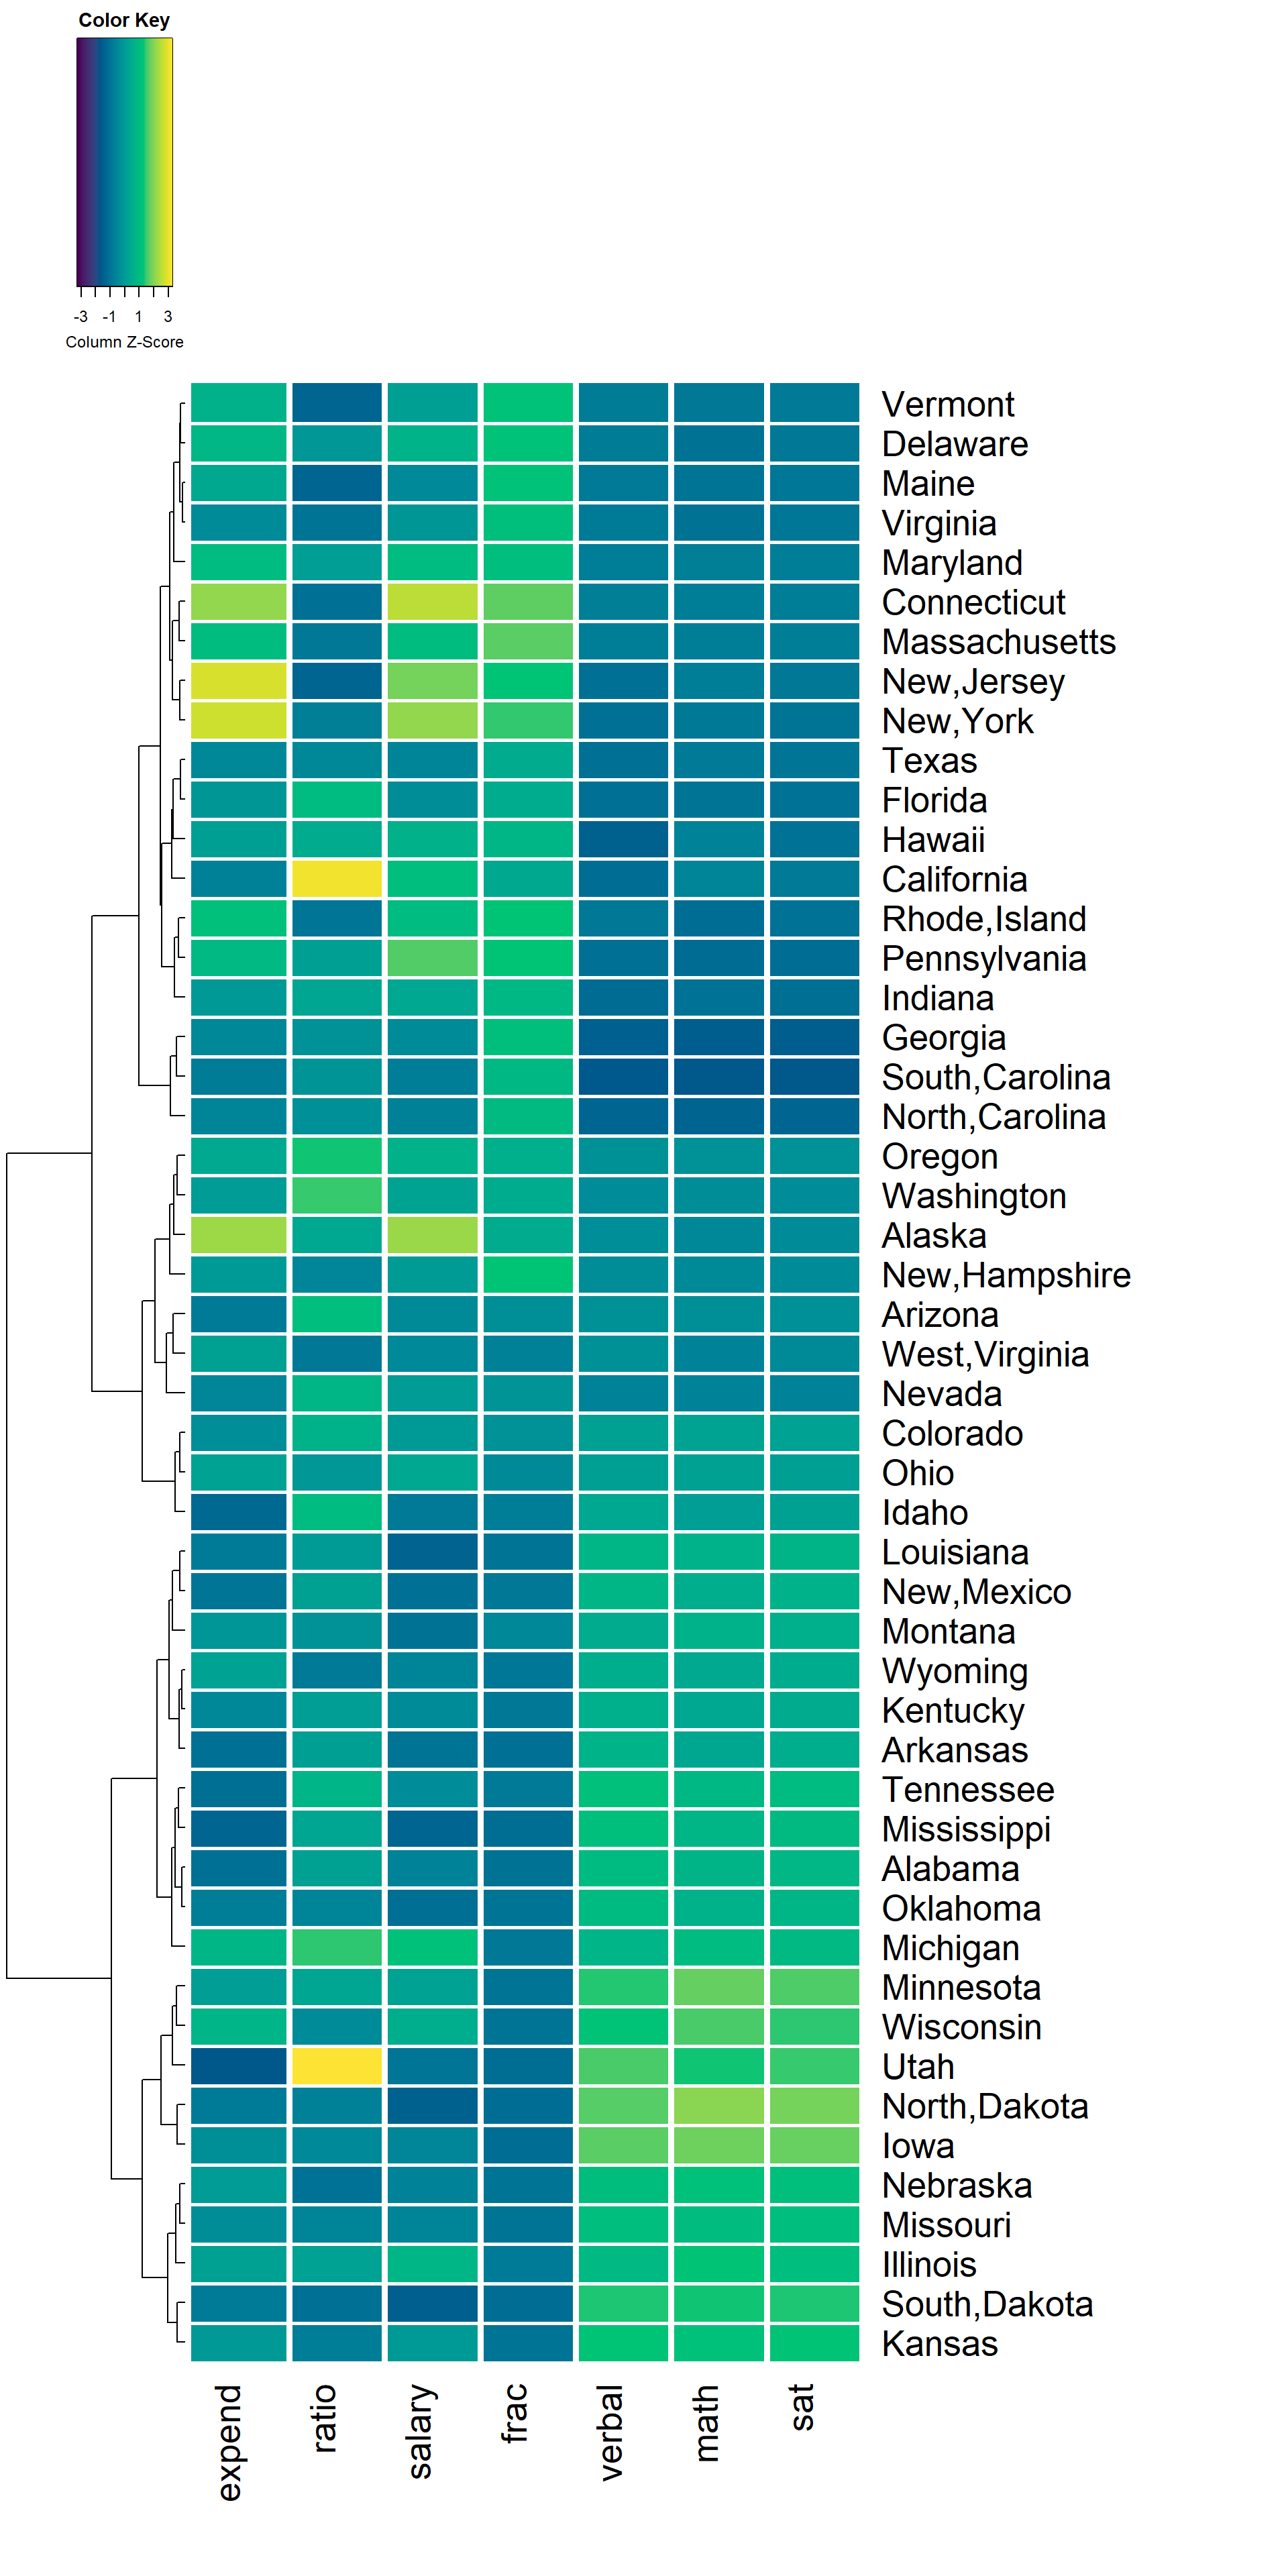 Color Key
-3 -1 1 3
Column Z-Score
Vermont
Delaware
Maine
Virginia
Maryland
Connecticut
Massachusetts
New,Jersey
New,York
Texas
Florida
Hawaii
California
Rhode,Island
Pennsylvania
Indiana
Georgia
South,Carolina
North,Carolina
Oregon
Washington
Alaska
New,Hampshire
Arizona
West,Virginia
Nevada
Colorado
Ohio
Idaho
Louisiana
New,Mexico
Montana
Wyoming
Kentucky
Arkansas
Tennessee
Mississippi
Alabama
Oklahoma
Michigan
Minnesota
Wisconsin
Utah
North,Dakota
Iowa
Nebraska
Missouri
Illinois
South,Dakota
Kansas
expend
ratio
salary
frac
verbal
math
sat